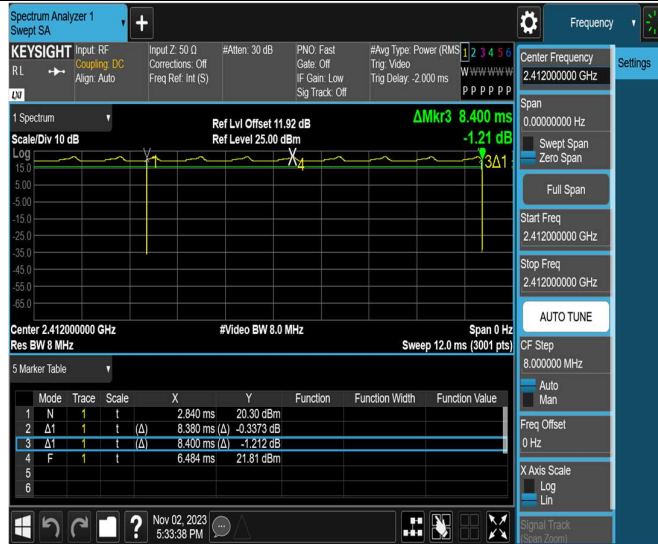 Spectrum Analyzer 1
Swept SA
Frequency
KEYSIGHT Input: RF
Coupling: DC
Align: Auto
RL
LXI
Input Z: 50 Ω
Corrections: Off
Freq Ref: Int (S)
#Atten: 30 dB
PNO: Fast
Gate: Off
IF Gain: Low
Sig Track: Off
#Avg Type: Power (RMS
Trig: Video
Trig Delay: -2.000 ms
1 2 3 4 5 6
W W W W W W
P P P P P P
1 Spectrum
Scale/Div 10 dB
Ref Lvl Offset 11.92 dB
Ref Level 25.00 dBm
ΔMkr3 8.400 ms
-1.21 dB
Log
15.0
5.00
-5.00
-15.0
-25.0
-35.0
-45.0
-55.0
-65.0
1
4
3Δ1
Center 2.412000000 GHz
#Video BW 8.0 MHz
Span 0 Hz
Res BW 8 MHz
Sweep 12.0 ms (3001 pts)
5 Marker Table
Mode Trace Scale X Y Function Function Width Function Value
1 N 1 t 2.840 ms 20.30 dBm
2 Δ1 1 t (Δ) 8.380 ms (Δ) -0.3373 dB
3 Δ1 1 t (Δ) 8.400 ms (Δ) -1.212 dB
4 F 1 t 6.484 ms 21.81 dBm
5
6
Nov 02, 2023
5:33:38 PM
Center Frequency
2.412000000 GHz
Settings
Span
0.00000000 Hz
Swept Span
Zero Span
Full Span
Start Freq
2.412000000 GHz
Stop Freq
2.412000000 GHz
AUTO TUNE
CF Step
8.000000 MHz
Auto
Man
Freq Offset
0 Hz
X Axis Scale
Log
Lin
Signal Track
(Span Zoom)